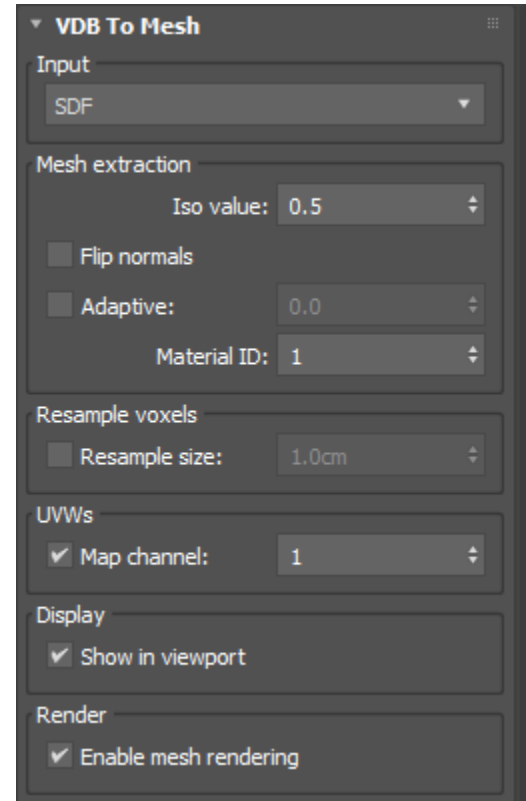 VDB To Mesh
Input
SDF
Mesh extraction
Iso value: 0.5
Flip normals
Adaptive: 0.0
Material ID: 1
Resample voxels
Resample size: 1.0cm
UVWs
Map channel: 1
Display
Show in viewport
Render
Enable mesh rendering